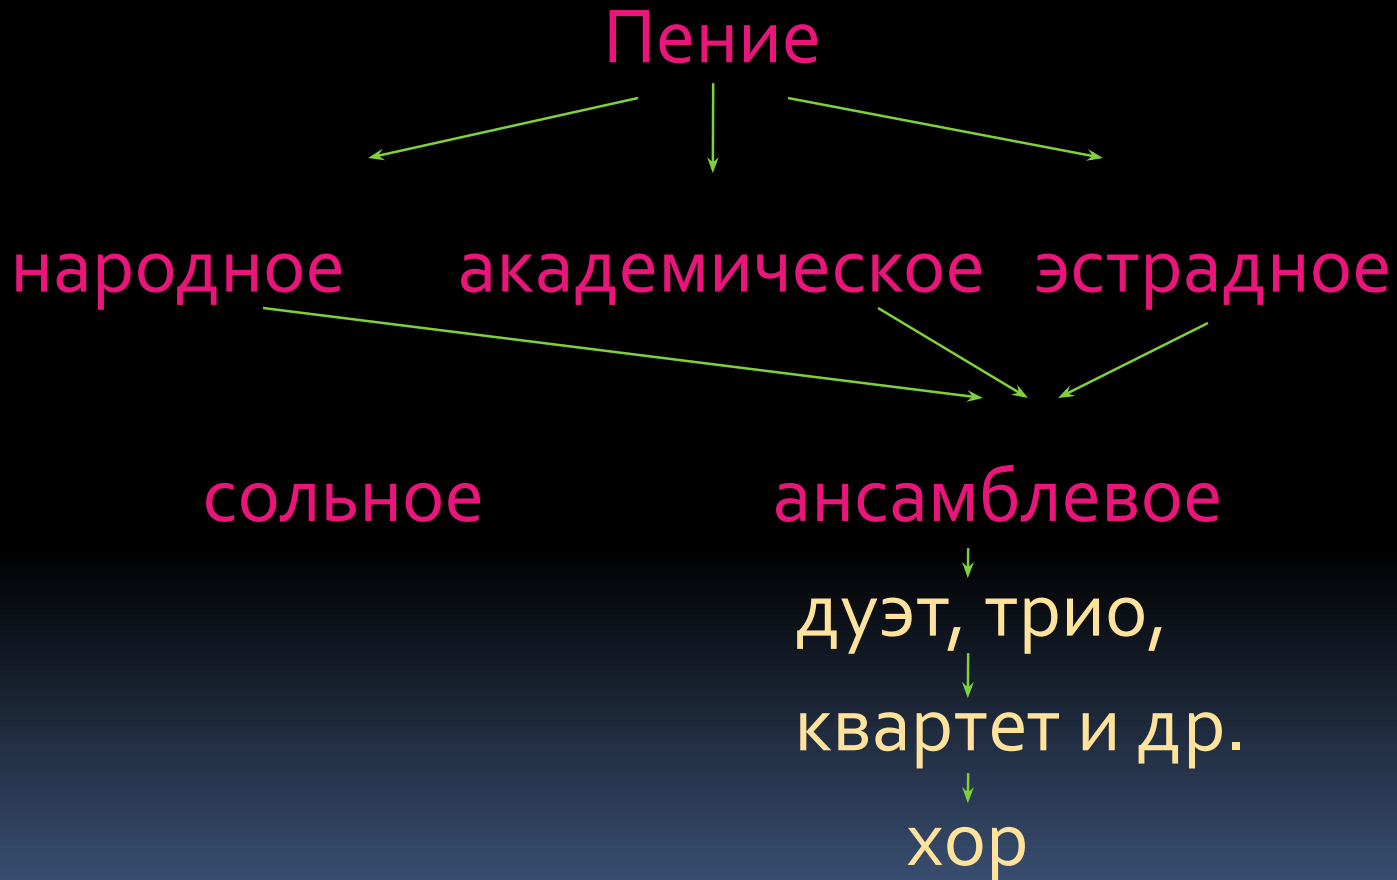 Пение
народное академическое эстрадное
сольное ансамблевое
дуэт, трио,
квартет и др.
хор